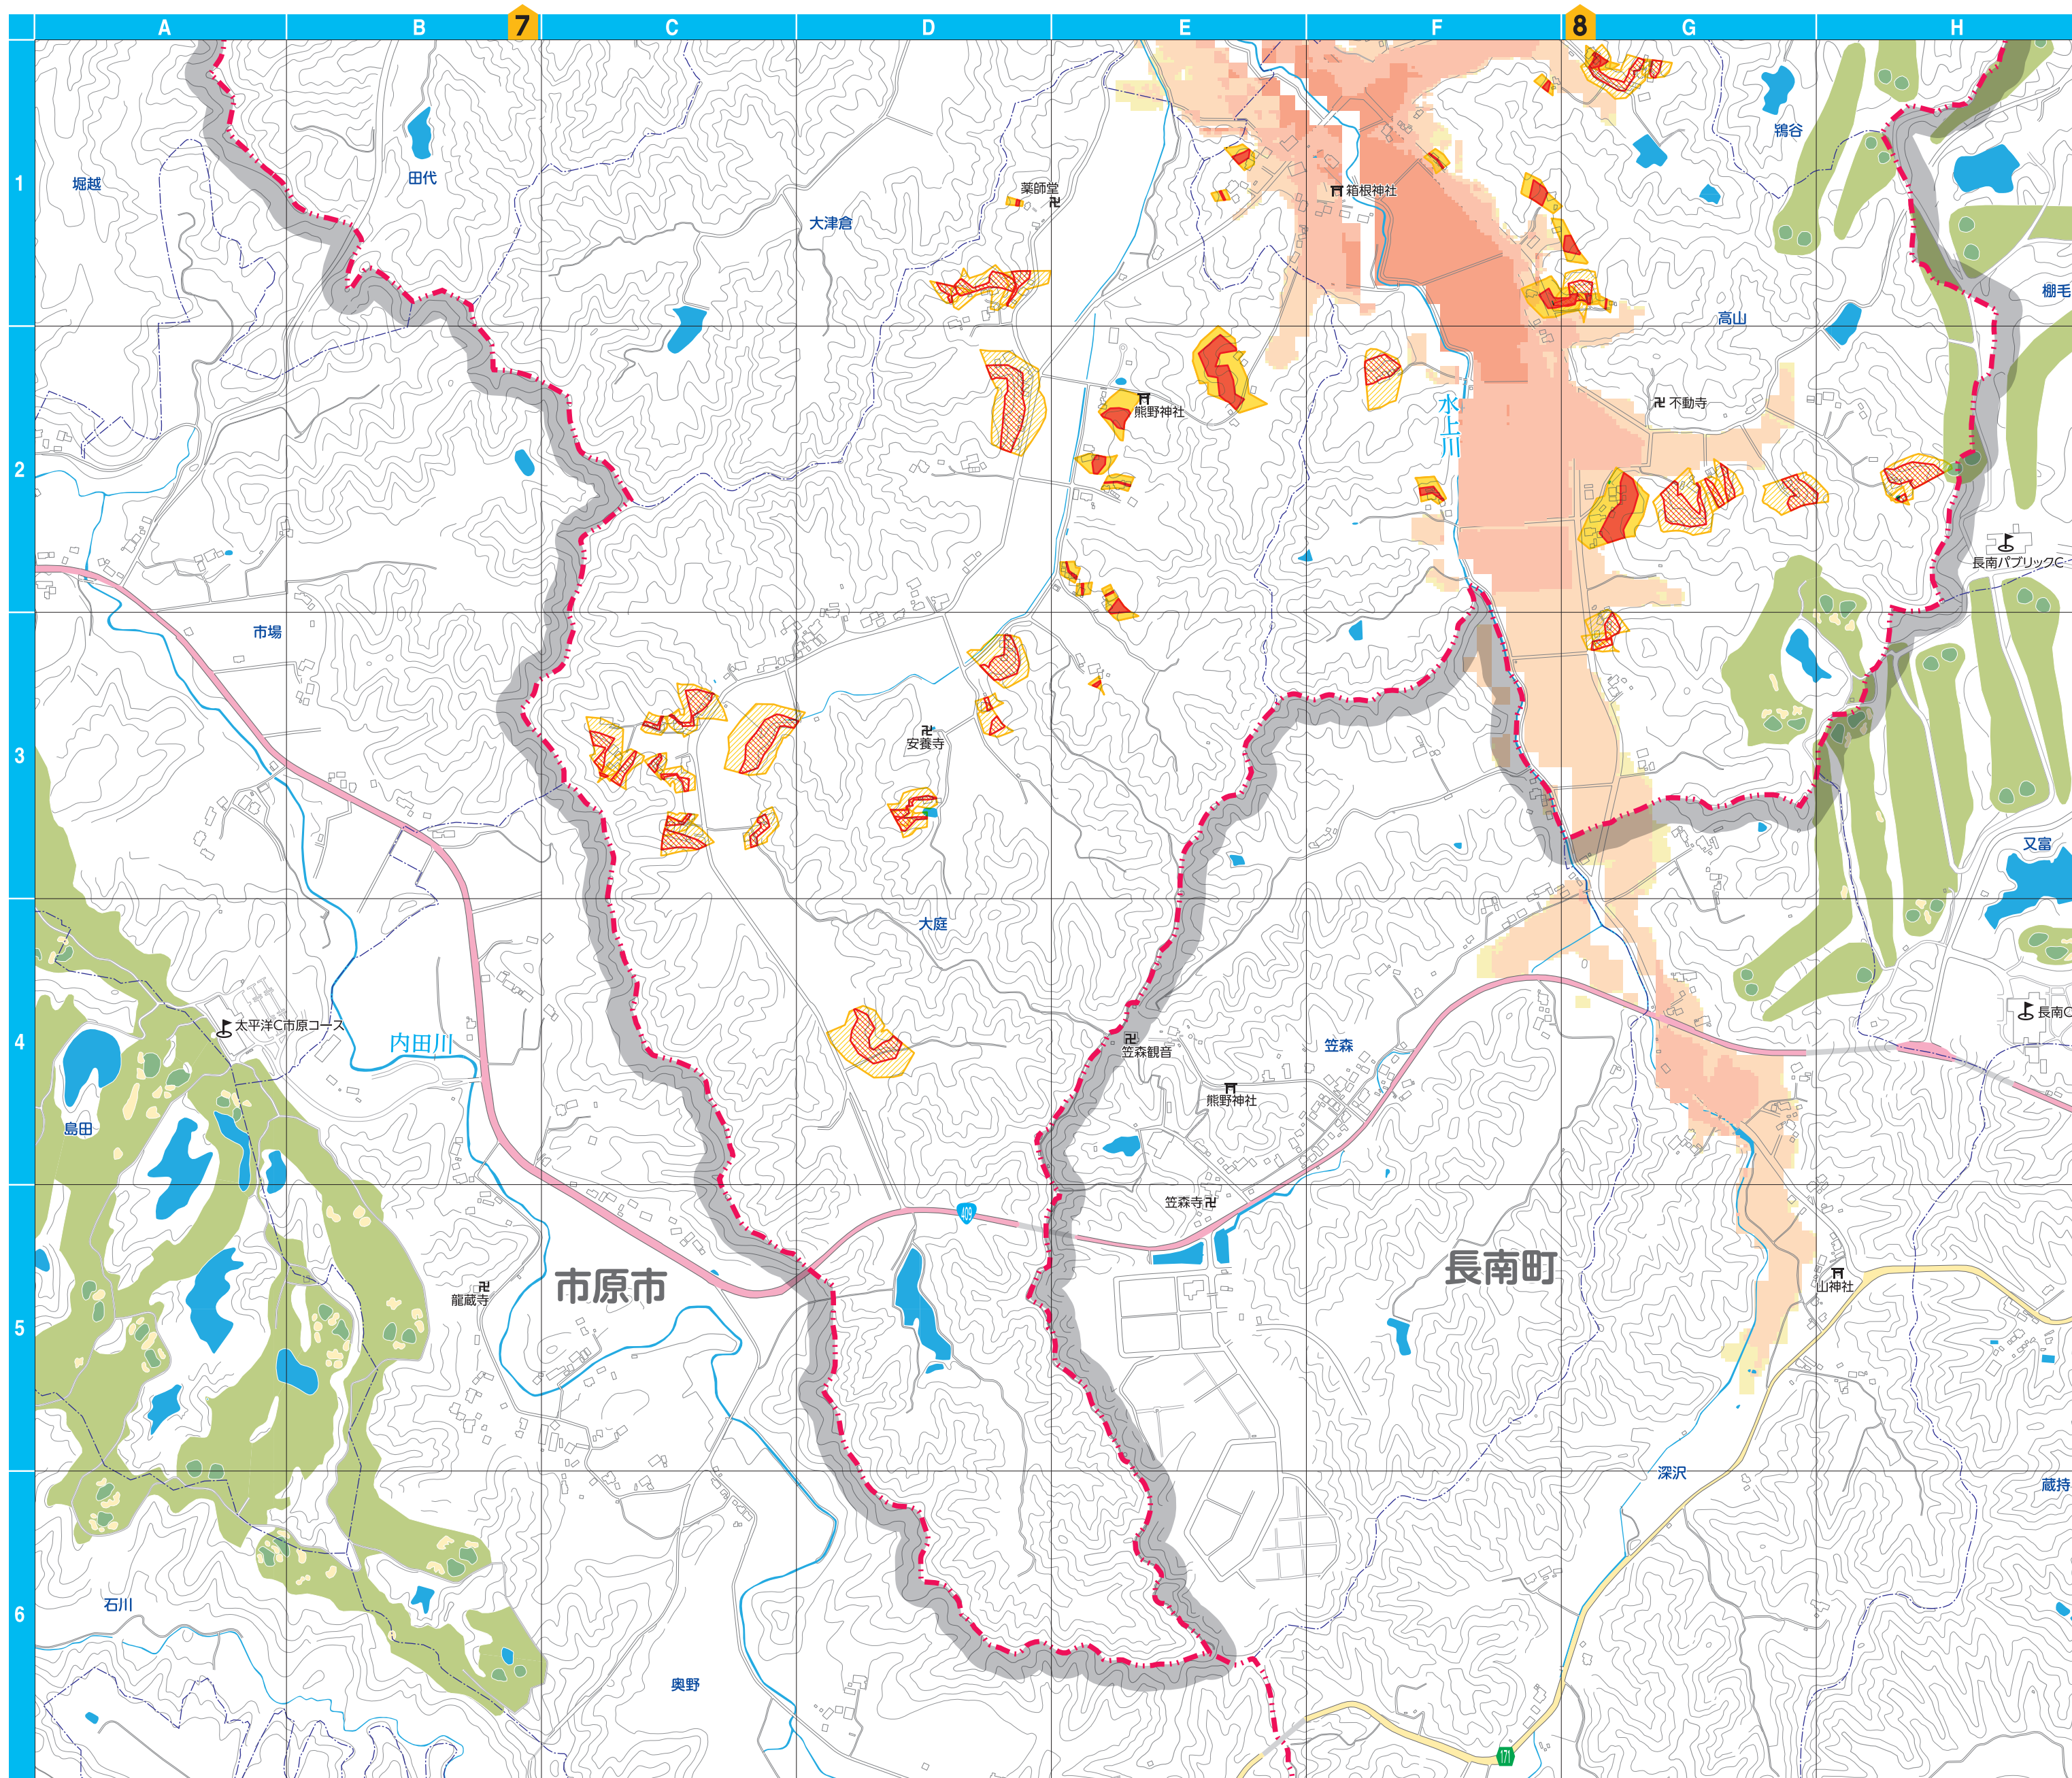 A B 7 C D E F 8 G H
1
2
3
4
5
6
堀越
田代
大津倉
薬師堂
箱根神社
鴇谷
高山
棚毛
熊野神社
水上川
不動寺
長南パブリックC
市場
安養寺
又富
大庭
太平洋C市原コース
内田川
笠森観音
笠森
長南C
熊野神社
島田
笠森寺
409
龍蔵寺
市原市
長南町
山神社
深沢
蔵持
石川
奥野
171